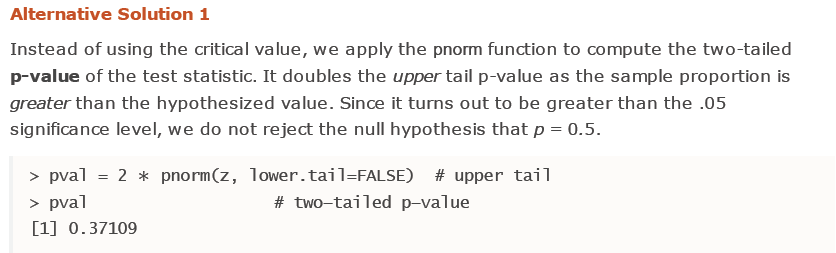 Alternative Solution 1
Instead of using the critical value, we apply the pnorm function to compute the two-tailed
p-value of the test statistic. It doubles the upper tail p-value as the sample proportion is
greater than the hypothesized value. Since it turns out to be greater than the .05
significance level, we do not reject the null hypothesis that p = 0.5.
> pval = 2 * pnorm(z, lower.tail=FALSE)  # upper tail
> pval                  # two−tailed p−value
[1] 0.37109